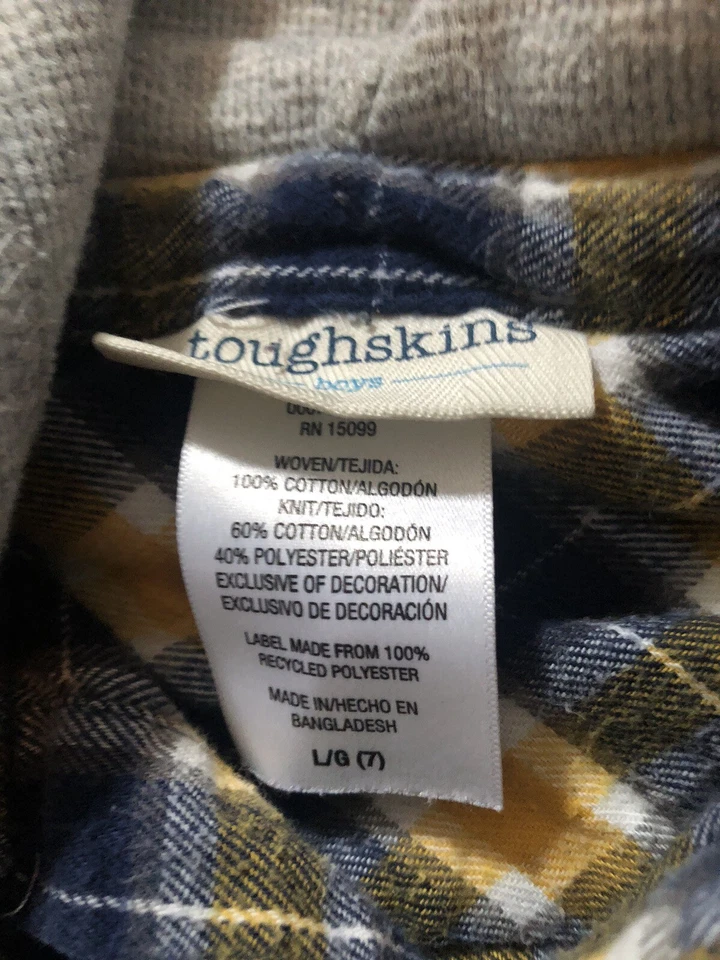 toughskins
boys
RN 15099
WOVEN/TEJIDA:
100% COTTON/ALGODÓN
KNIT/TEJIDO:
60% COTTON/ALGODÓN
40% POLYESTER/POLIÉSTER
EXCLUSIVE OF DECORATION/
EXCLUSIVO DE DECORACIÓN
LABEL MADE FROM 100%
RECYCLED POLYESTER
MADE IN/HECHO EN
BANGLADESH
L/G (7)